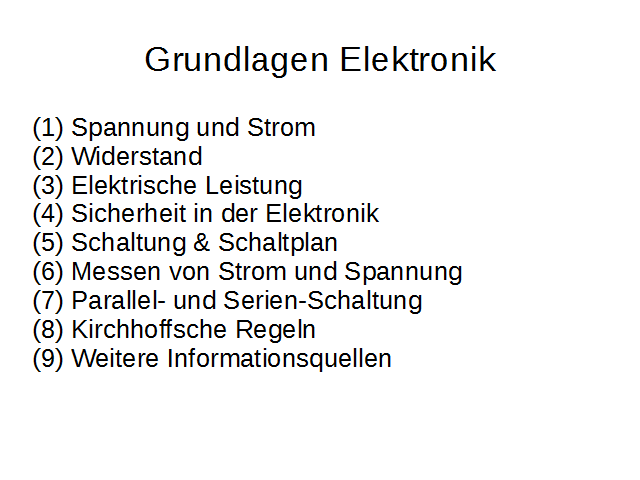 Grundlagen Elektronik
(1) Spannung und Strom
(2) Widerstand
(3) Elektrische Leistung
(4) Sicherheit in der Elektronik
(5) Schaltung & Schaltplan
(6) Messen von Strom und Spannung
(7) Parallel- und Serien-Schaltung
(8) Kirchhoffsche Regeln
(9) Weitere Informationsquellen